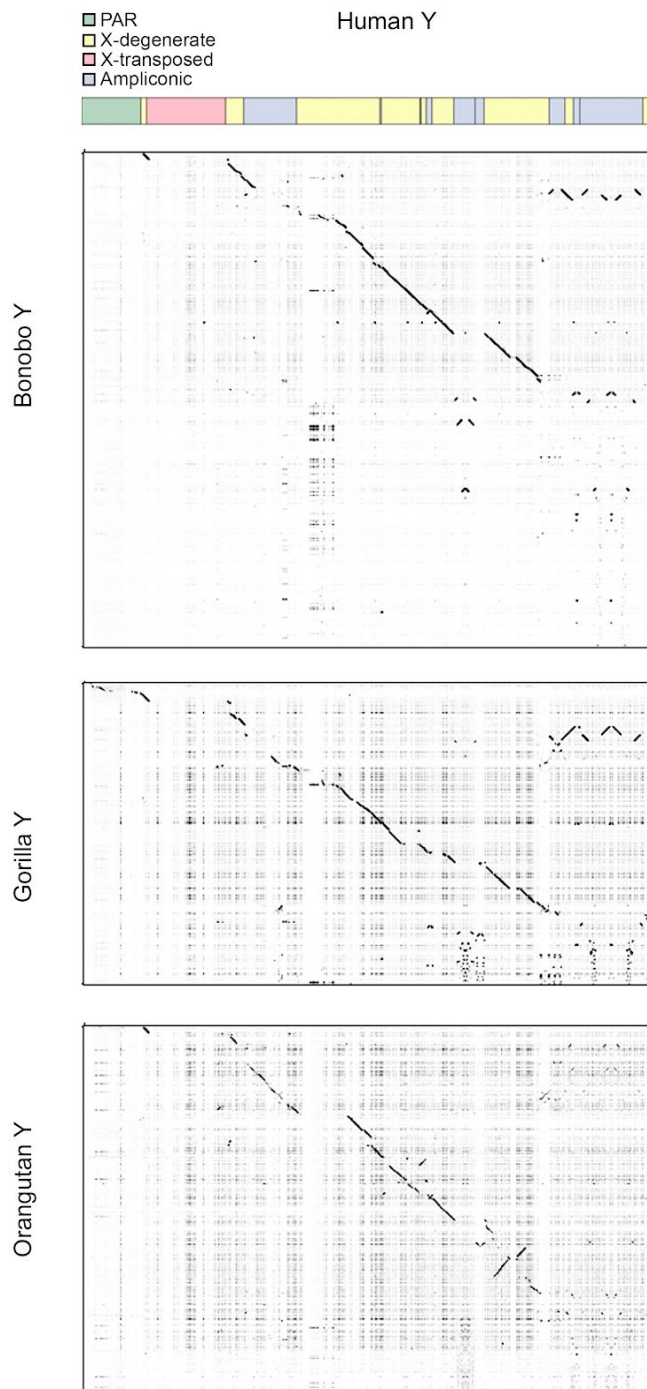 Human Y
PAR
X-degenerate
X-transposed
Ampliconic
Bonobo Y
Gorilla Y
Orangutan Y